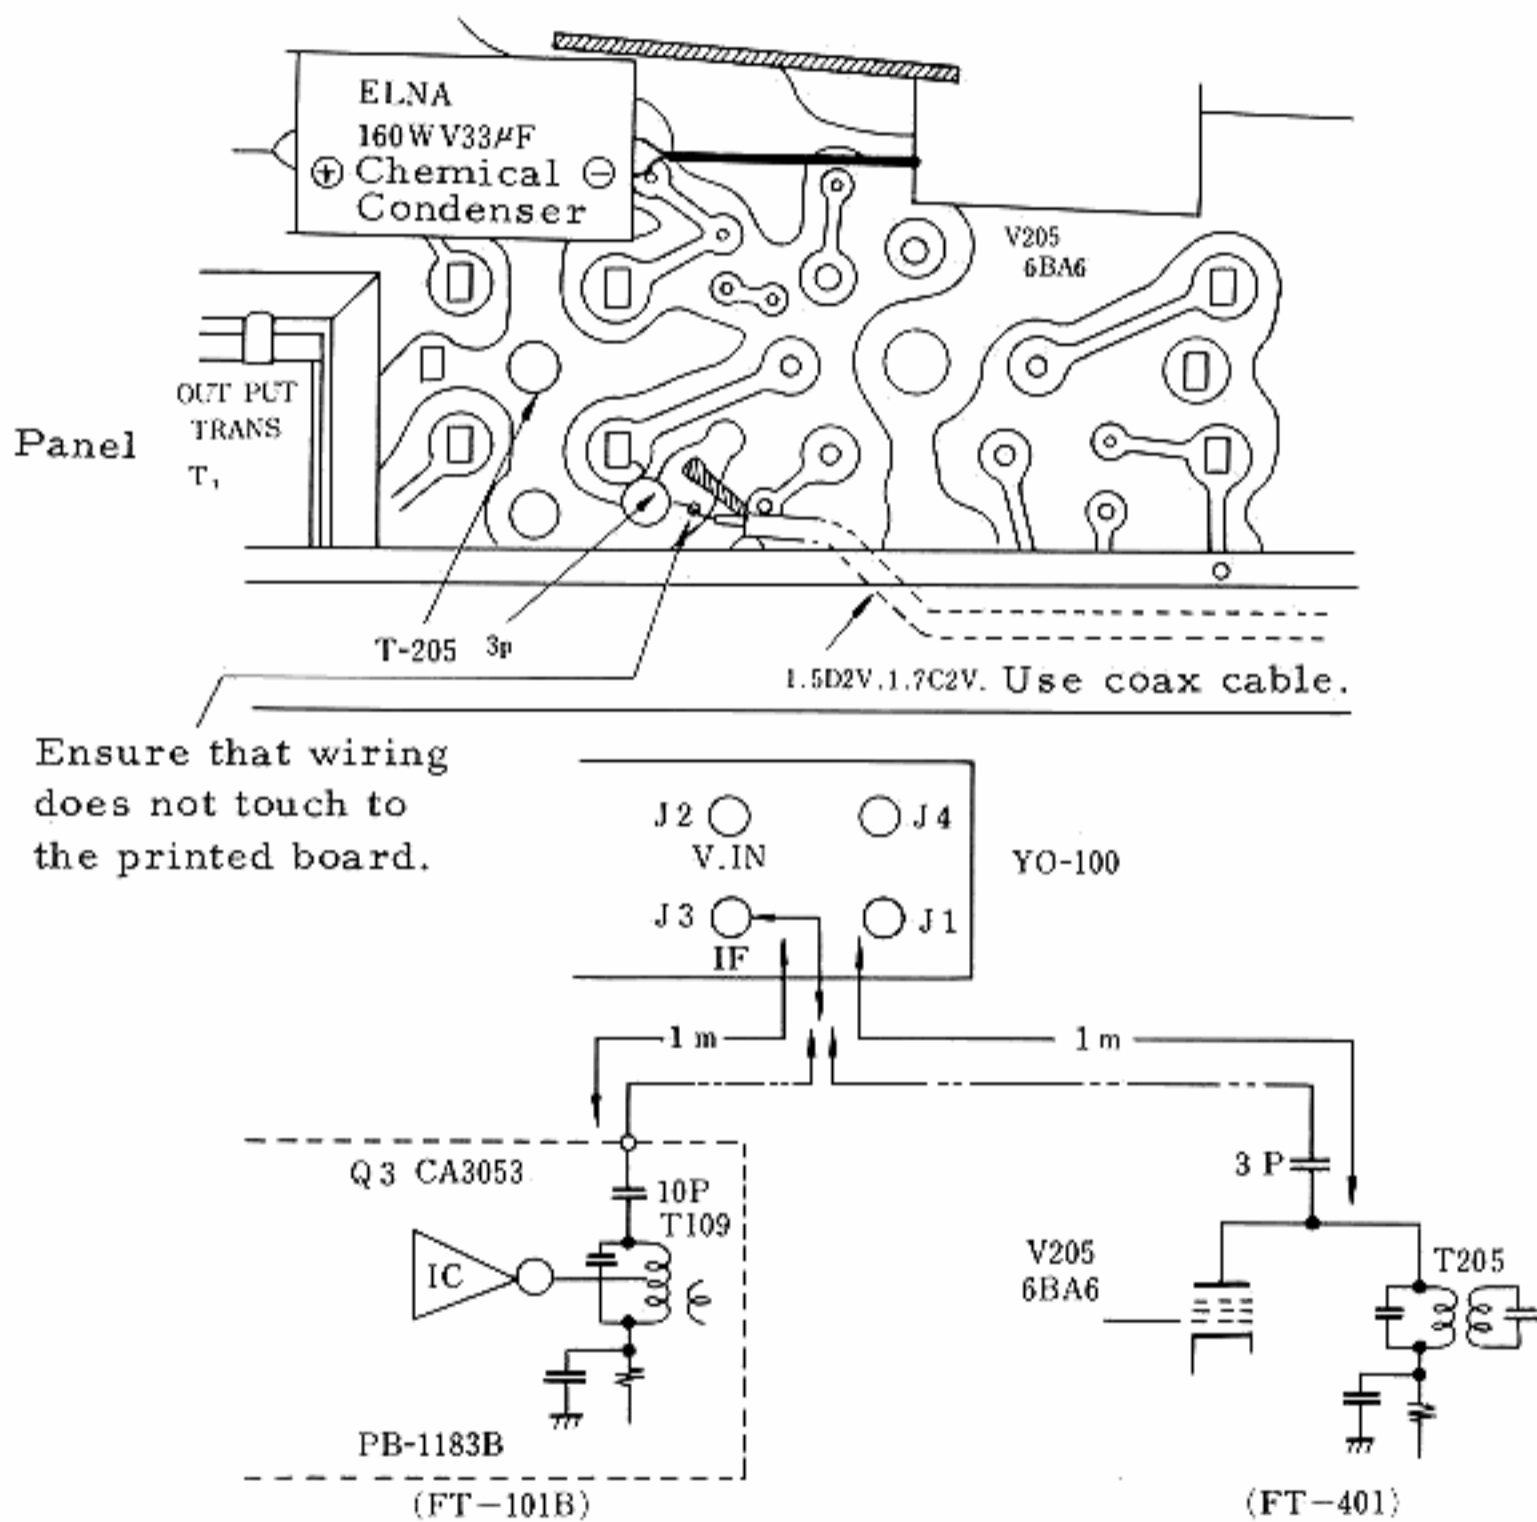 ELNA
160WV33μF
⊕ Chemical ⊖
Condenser
V205
6BA6
OUT PUT
TRANS
T1
Panel
T-205 3p
1.5D2V.1.7C2V. Use coax cable.
Ensure that wiring
does not touch to
the printed board.
J2
V.IN
J4
YO-100
J3
IF
J1
1 m
1 m
Q3 CA3053
10P
T109
IC
PB-1183B
(FT-101B)
3 P
V205
6BA6
T205
(FT-401)